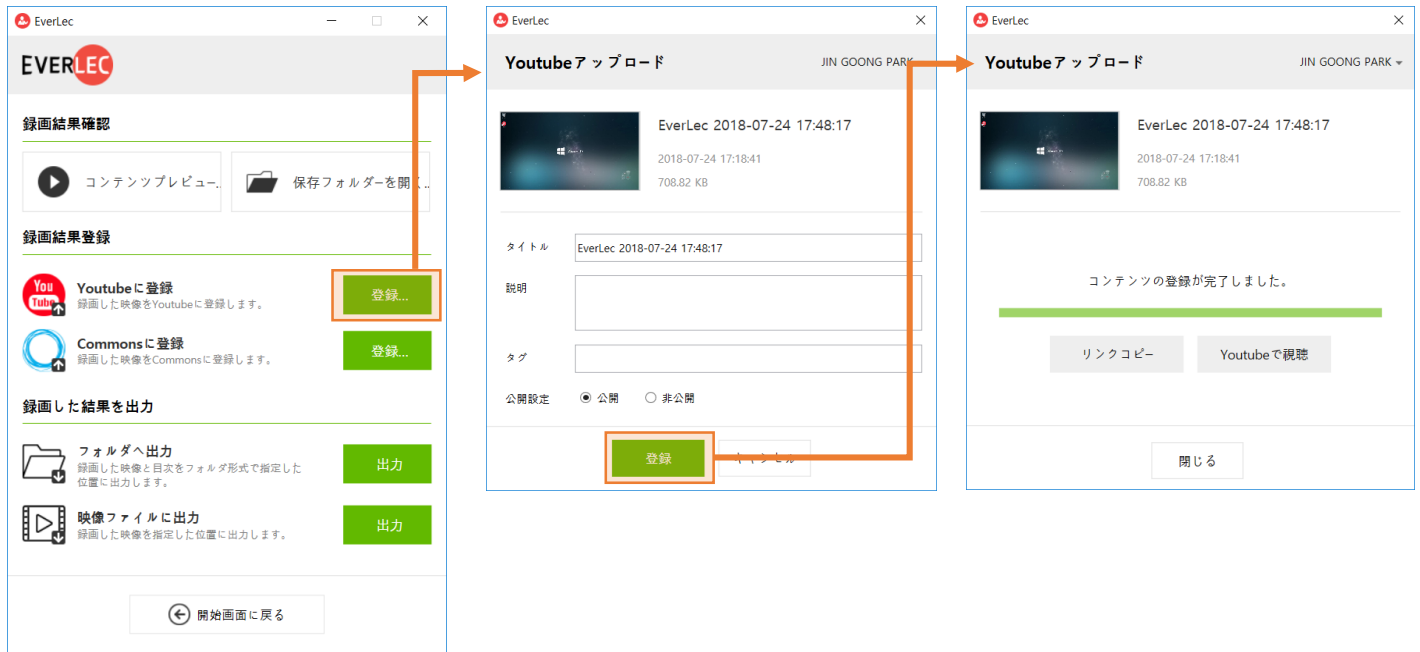 EverLec
EVERLEC
録画結果確認
コンテンツプレビュー...
保存フォルダーを開く...
録画結果登録
Youtubeに登録
録画した映像をYoutubeに登録します。
登録...
Commonsに登録
録画した映像をCommonsに登録します。
登録...
録画した結果を出力
フォルダへ出力
録画した映像と目次をフォルダ形式で指定した
位置に出力します。
出力
映像ファイルに出力
録画した映像を指定した位置に出力します。
出力
開始画面に戻る
EverLec
Youtubeアップロード
JIN GOONG PARK
EverLec 2018-07-24 17:48:17
2018-07-24 17:18:41
708.82 KB
タイトル
EverLec 2018-07-24 17:48:17
説明
タグ
公開設定
公開
非公開
登録
キャンセル
EverLec
Youtubeアップロード
JIN GOONG PARK
EverLec 2018-07-24 17:48:17
2018-07-24 17:18:41
708.82 KB
コンテンツの登録が完了しました。
リンクコピー
Youtubeで視聴
閉じる